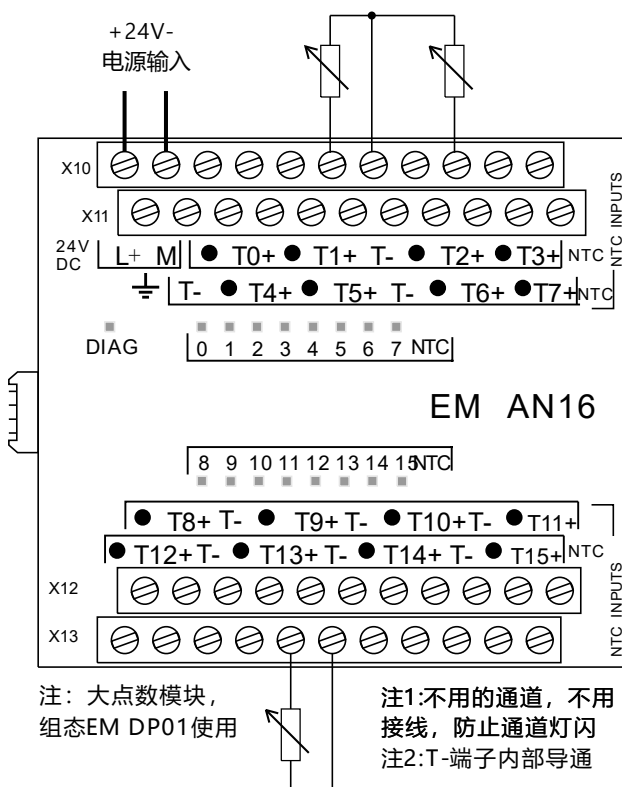 +24V-
电源输入
X10
X11
NTC INPUTS
24V
DC
L+ M ● T0+ ● T1+ T- ● T2+ ● T3+ NTC
T- ● T4+ ● T5+ T- ● T6+ ● T7+ NTC
DIAG
0 1 2 3 4 5 6 7 NTC
EM AN16
8 9 10 11 12 13 14 15 NTC
● T8+ T- ● T9+ T- ● T10+ T- ● T11+
● T12+ T- ● T13+ T- ● T14+ T- ● T15+ NTC
NTC INPUTS
X12
X13
注：大点数模块，
组态EM DP01使用
注1:不用的通道，不用
接线，防止通道灯闪
注2:T-端子内部导通